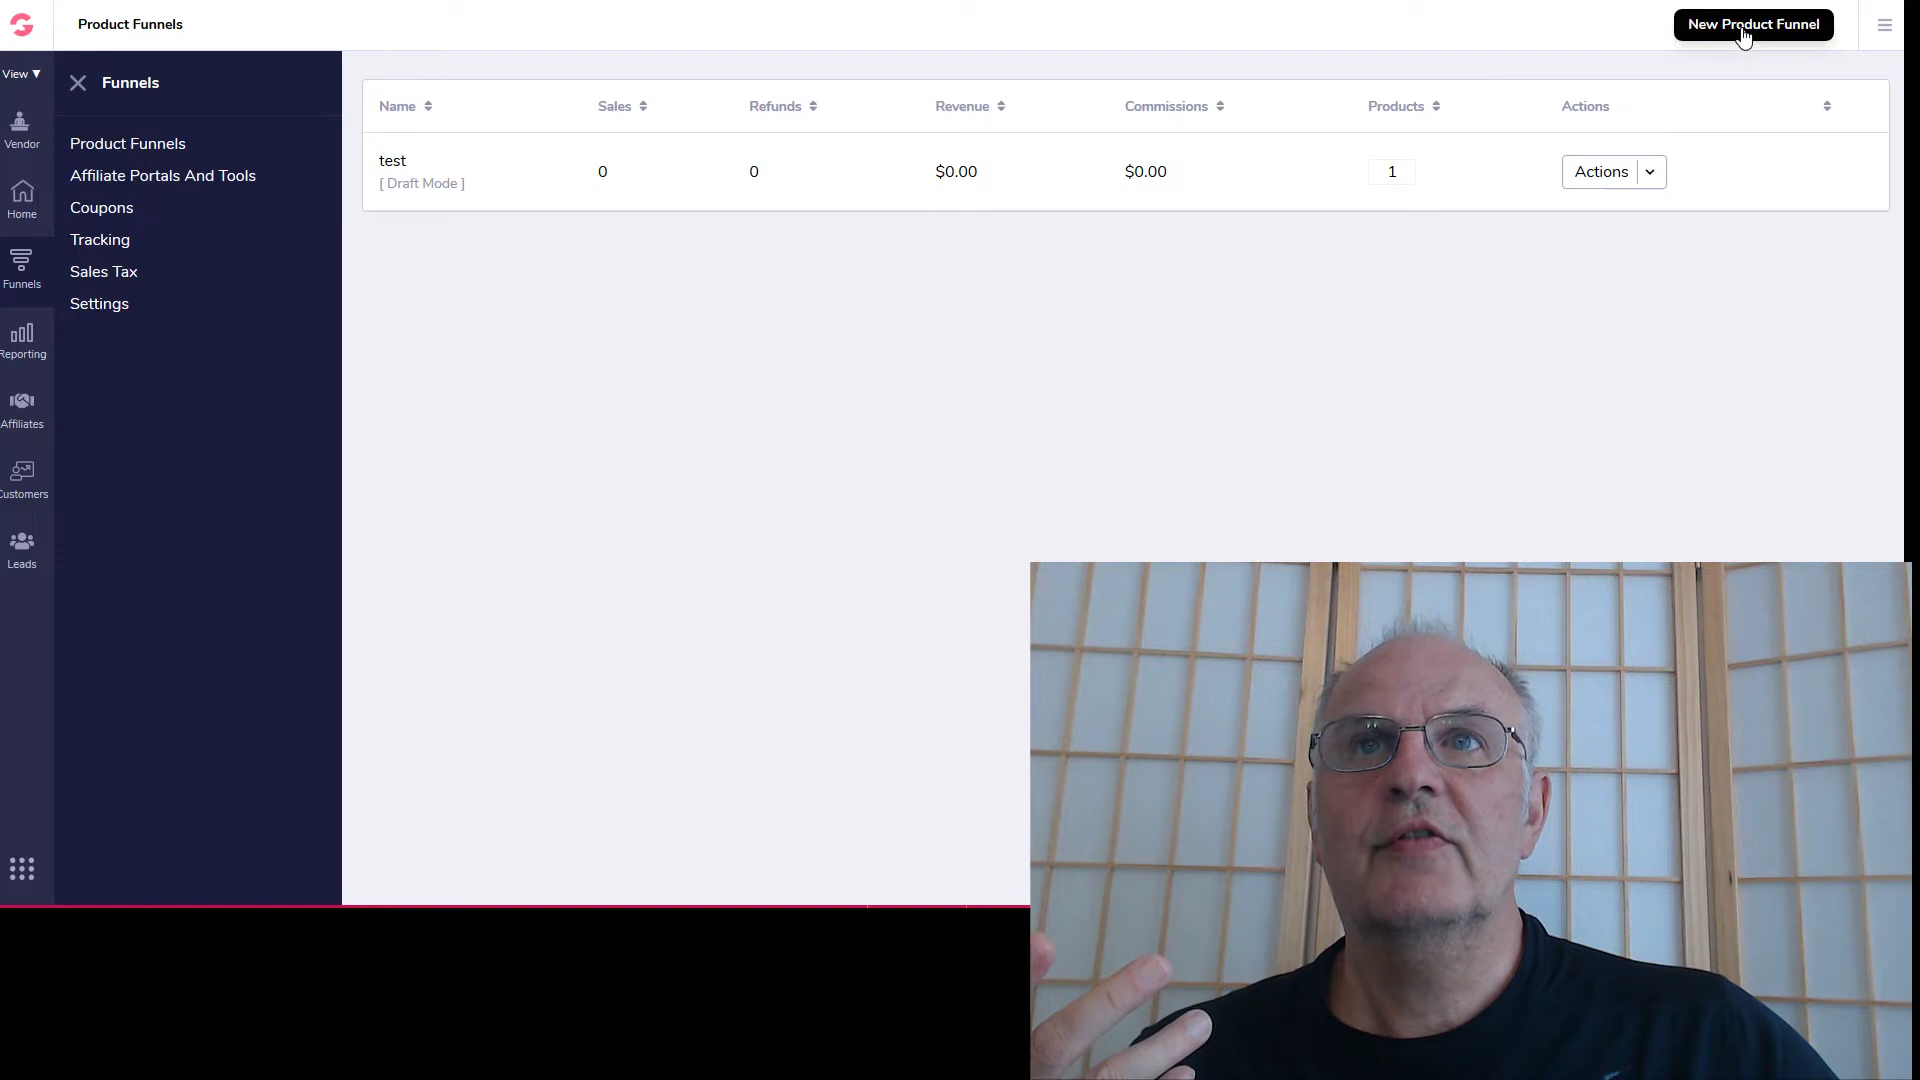 Product Funnels
New Product Funnel
View ▼
Funnels
Vendor
Home
Funnels
Reporting
Affiliates
Customers
Leads
Product Funnels
Affiliate Portals And Tools
Coupons
Tracking
Sales Tax
Settings
Name Sales Refunds Revenue Commissions Products Actions
test
[ Draft Mode ]
0 0 $0.00 $0.00 1 Actions